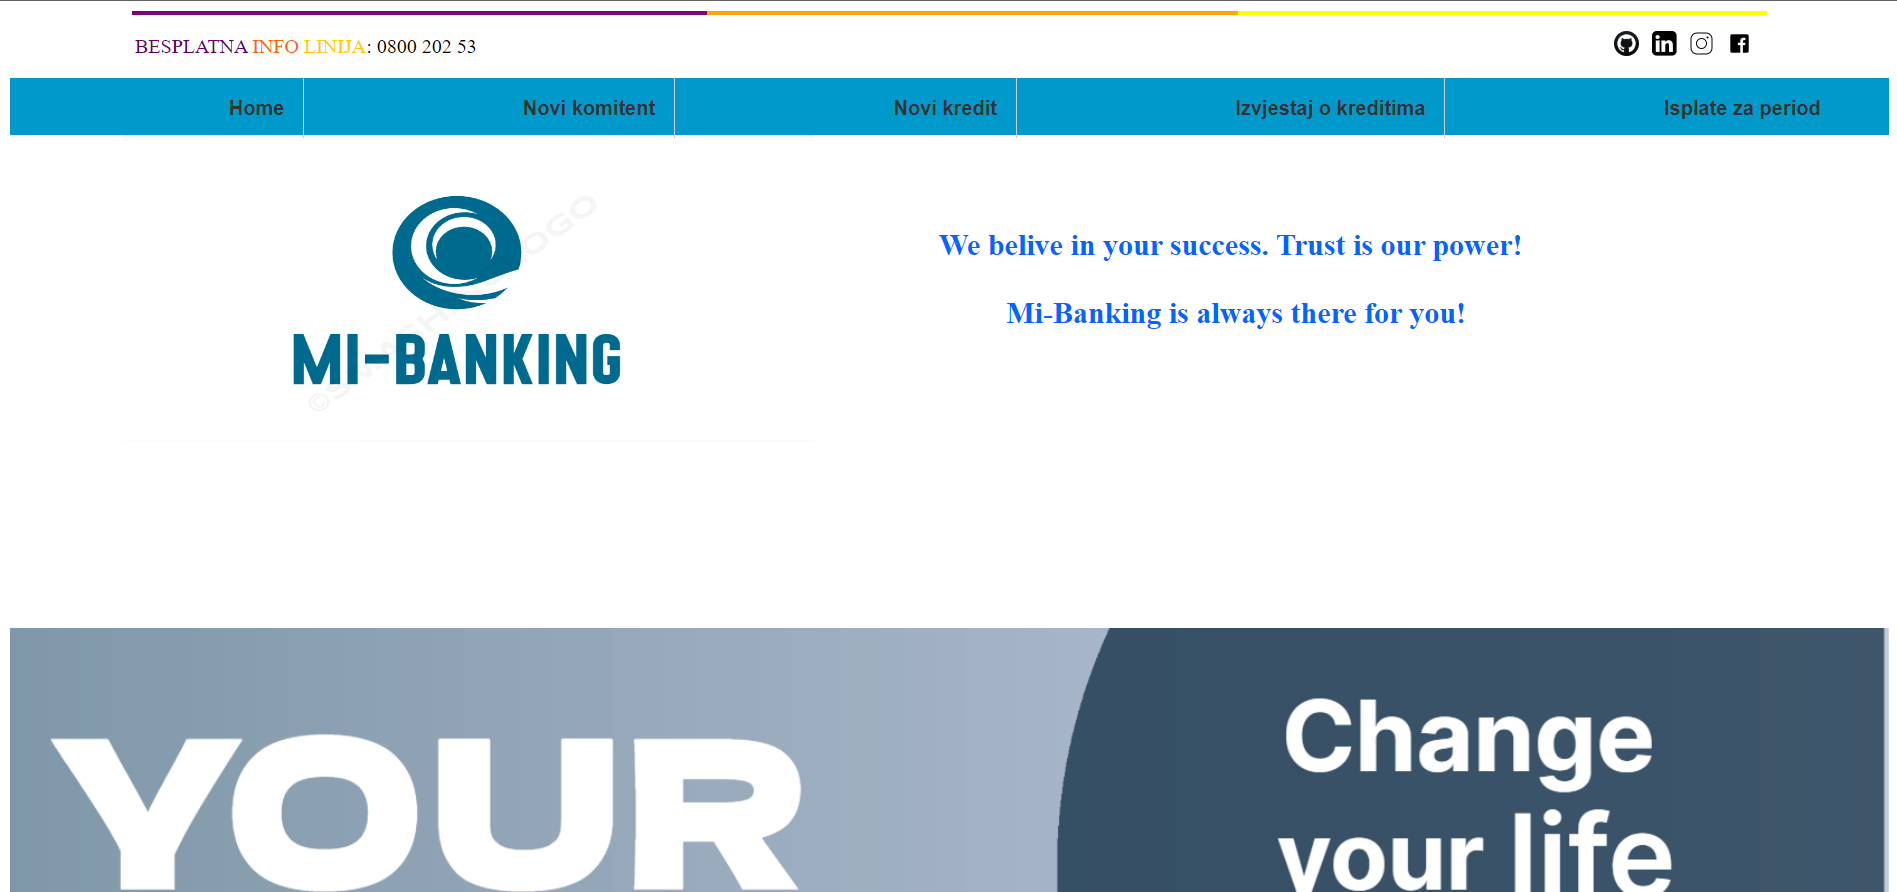 BESPLATNA INFO LINIJA: 0800 202 53
Home Novi komitent Novi kredit Izvjestaj o kreditima Isplate za period
MI-BANKING
We belive in your success. Trust is our power!
Mi-Banking is always there for you!
YOUR
Change
your life